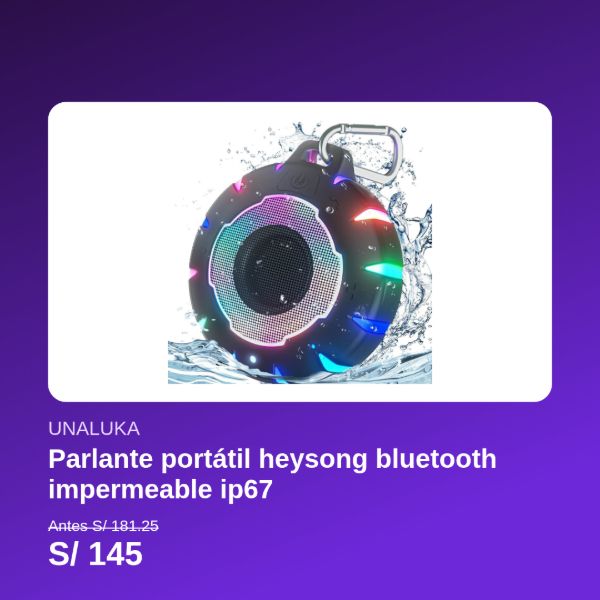 UNALUKA
Parlante portátil heysong bluetooth
impermeable ip67
Antes S/ 181.25
S/ 145